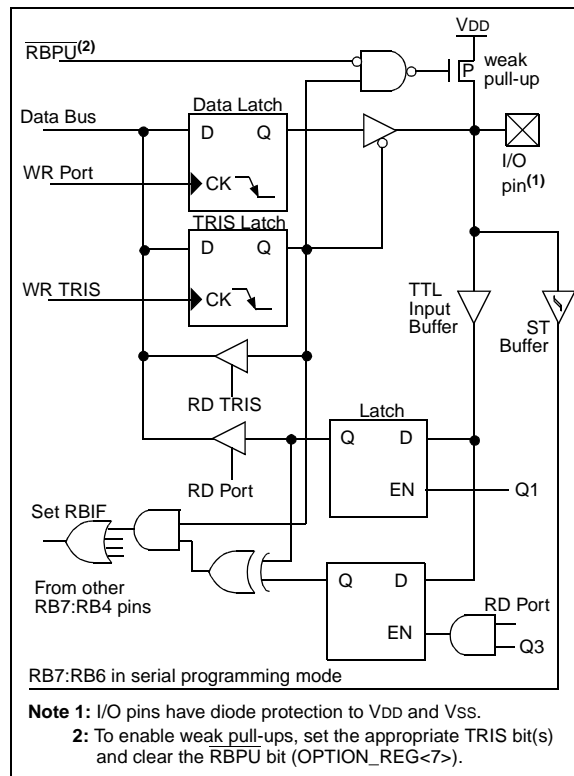 VDD
RBPU(2)
P
weak
pull-up
Data Bus
Data Latch
D Q
WR Port
CK
I/O
pin(1)
TRIS Latch
D Q
WR TRIS
CK
TTL
Input
Buffer
ST
Buffer
RD TRIS
Latch
Q D
RD Port
EN
Q1
Set RBIF
From other
RB7:RB4 pins
Q D
RD Port
EN
Q3
RB7:RB6 in serial programming mode
Note 1: I/O pins have diode protection to VDD and VSS.
2: To enable weak pull-ups, set the appropriate TRIS bit(s)
and clear the RBPU bit (OPTION_REG<7>).